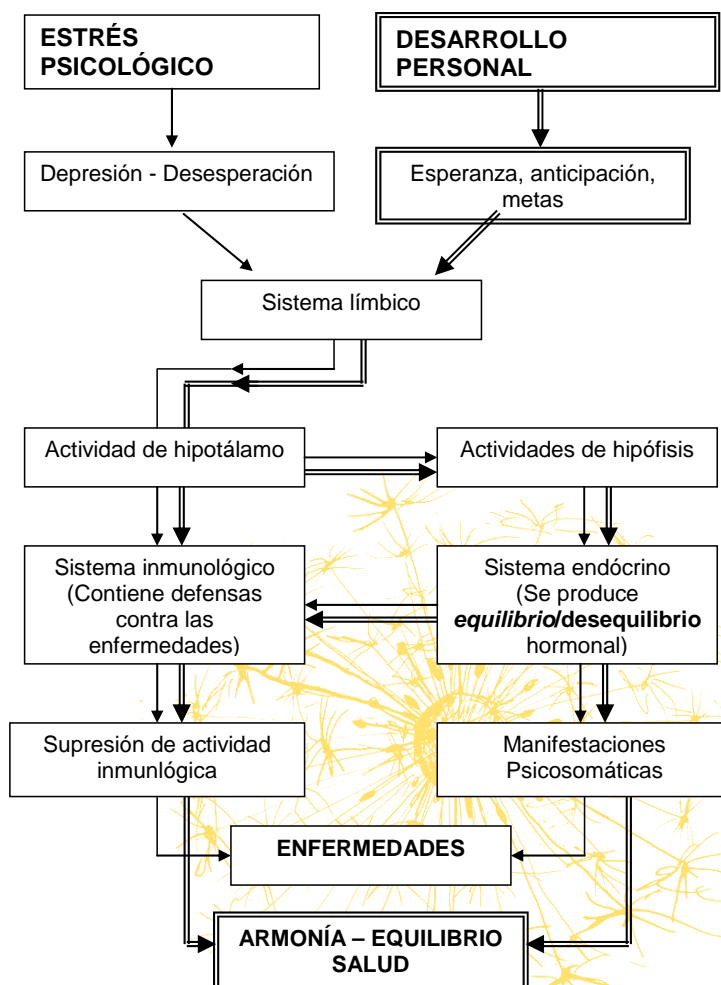 ESTRÉS
PSICOLÓGICO
DESARROLLO
PERSONAL
Depresión - Desesperación
Esperanza, anticipación,
metas
Sistema límbico
Actividad de hipotálamo
Actividades de hipófisis
Sistema inmunológico
(Contiene defensas
contra las
enfermedades)
Sistema endócrino
(Se produce
equilibrio/desequilibrio
hormonal)
Supresión de actividad
inmunlógica
Manifestaciones
Psicosomáticas
ENFERMEDADES
ARMONÍA – EQUILIBRIO
SALUD